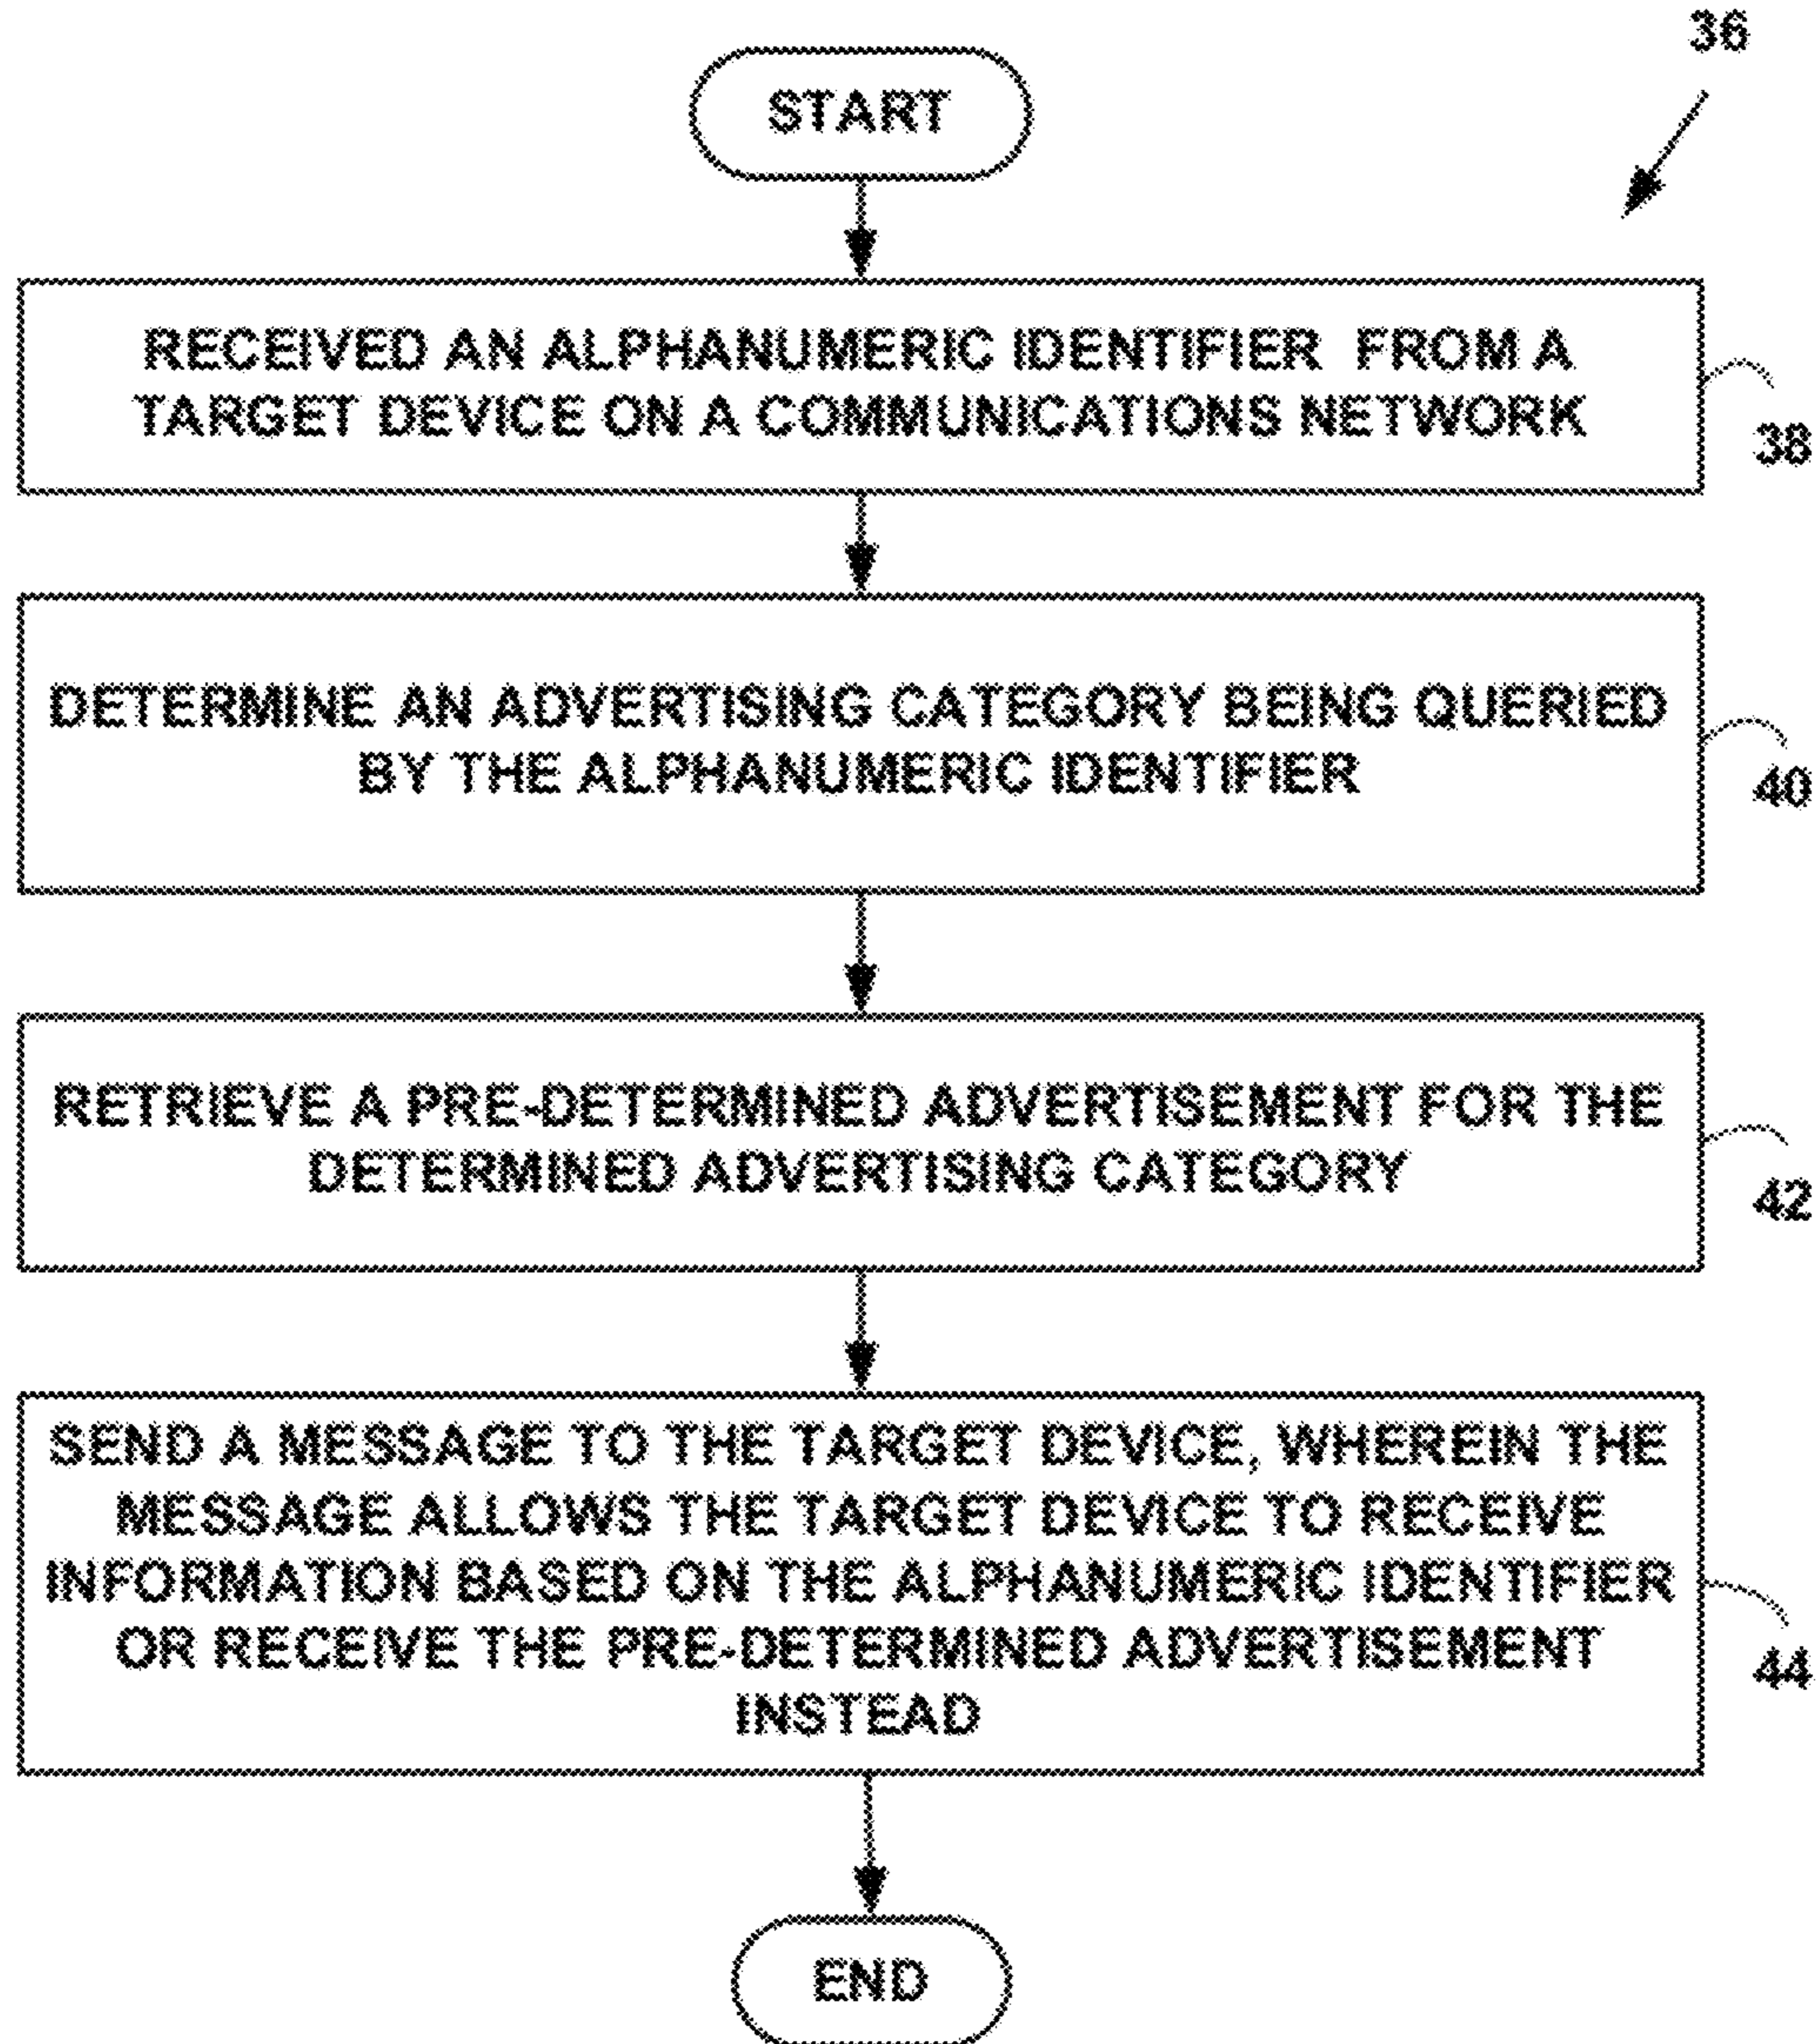 36
START
RECEIVED AN ALPHANUMERIC IDENTIFIER FROM A
TARGET DEVICE ON A COMMUNICATIONS NETWORK
38
DETERMINE AN ADVERTISING CATEGORY BEING QUERIED
BY THE ALPHANUMERIC IDENTIFIER
40
RETRIEVE A PRE-DETERMINED ADVERTISEMENT FOR THE
DETERMINED ADVERTISING CATEGORY
42
SEND A MESSAGE TO THE TARGET DEVICE, WHEREIN THE
MESSAGE ALLOWS THE TARGET DEVICE TO RECEIVE
INFORMATION BASED ON THE ALPHANUMERIC IDENTIFIER
OR RECEIVE THE PRE-DETERMINED ADVERTISEMENT
INSTEAD
44
END